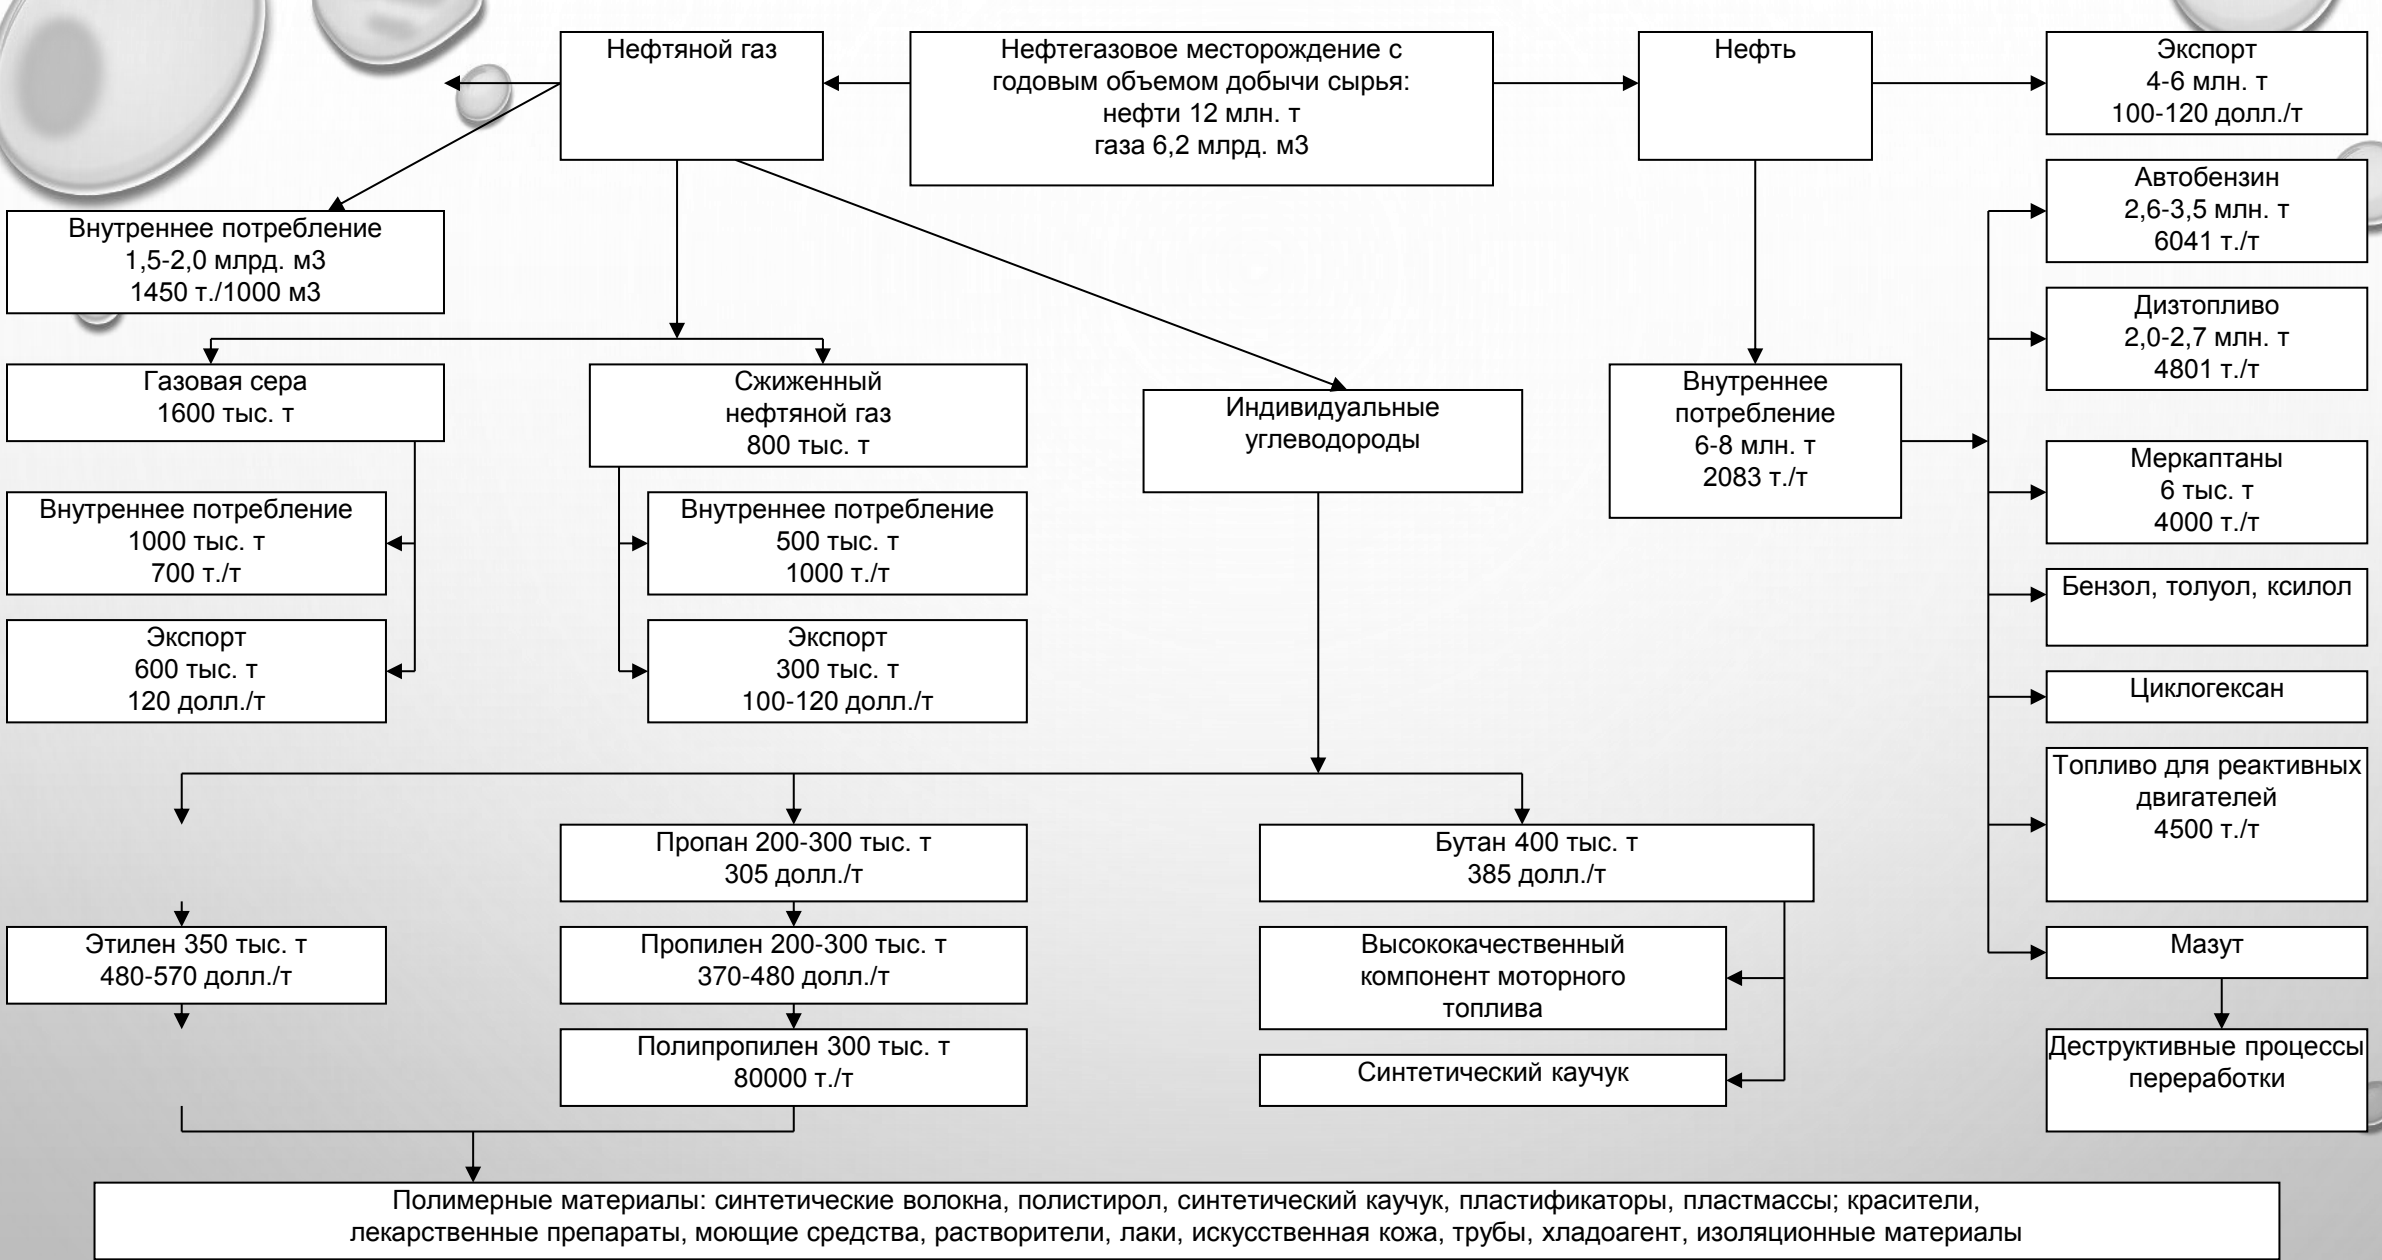 Нефтяной газ
Нефтегазовое месторождение с
годовым объемом добычи сырья:
нефти 12 млн. т
газа 6,2 млрд. м3
Нефть
Экспорт
4-6 млн. т
100-120 долл./т
Автобензин
2,6-3,5 млн. т
6041 т./т
Внутреннее потребление
1,5-2,0 млрд. м3
1450 т./1000 м3
Дизтопливо
2,0-2,7 млн. т
4801 т./т
Газовая сера
1600 тыс. т
Сжиженный
нефтяной газ
800 тыс. т
Индивидуальные
углеводороды
Внутреннее
потребление
6-8 млн. т
2083 т./т
Меркаптаны
6 тыс. т
4000 т./т
Внутреннее потребление
1000 тыс. т
700 т./т
Внутреннее потребление
500 тыс. т
1000 т./т
Бензол, толуол, ксилол
Экспорт
600 тыс. т
120 долл./т
Экспорт
300 тыс. т
100-120 долл./т
Циклогексан
Топливо для реактивных
двигателей
4500 т./т
Пропан 200-300 тыс. т
305 долл./т
Бутан 400 тыс. т
385 долл./т
Этилен 350 тыс. т
480-570 долл./т
Пропилен 200-300 тыс. т
370-480 долл./т
Высококачественный
компонент моторного
топлива
Мазут
Полипропилен 300 тыс. т
80000 т./т
Синтетический каучук
Деструктивные процессы
переработки
Полимерные материалы: синтетические волокна, полистирол, синтетический каучук, пластификаторы, пластмассы; красители,
лекарственные препараты, моющие средства, растворители, лаки, искусственная кожа, трубы, хладоагент, изоляционные материалы